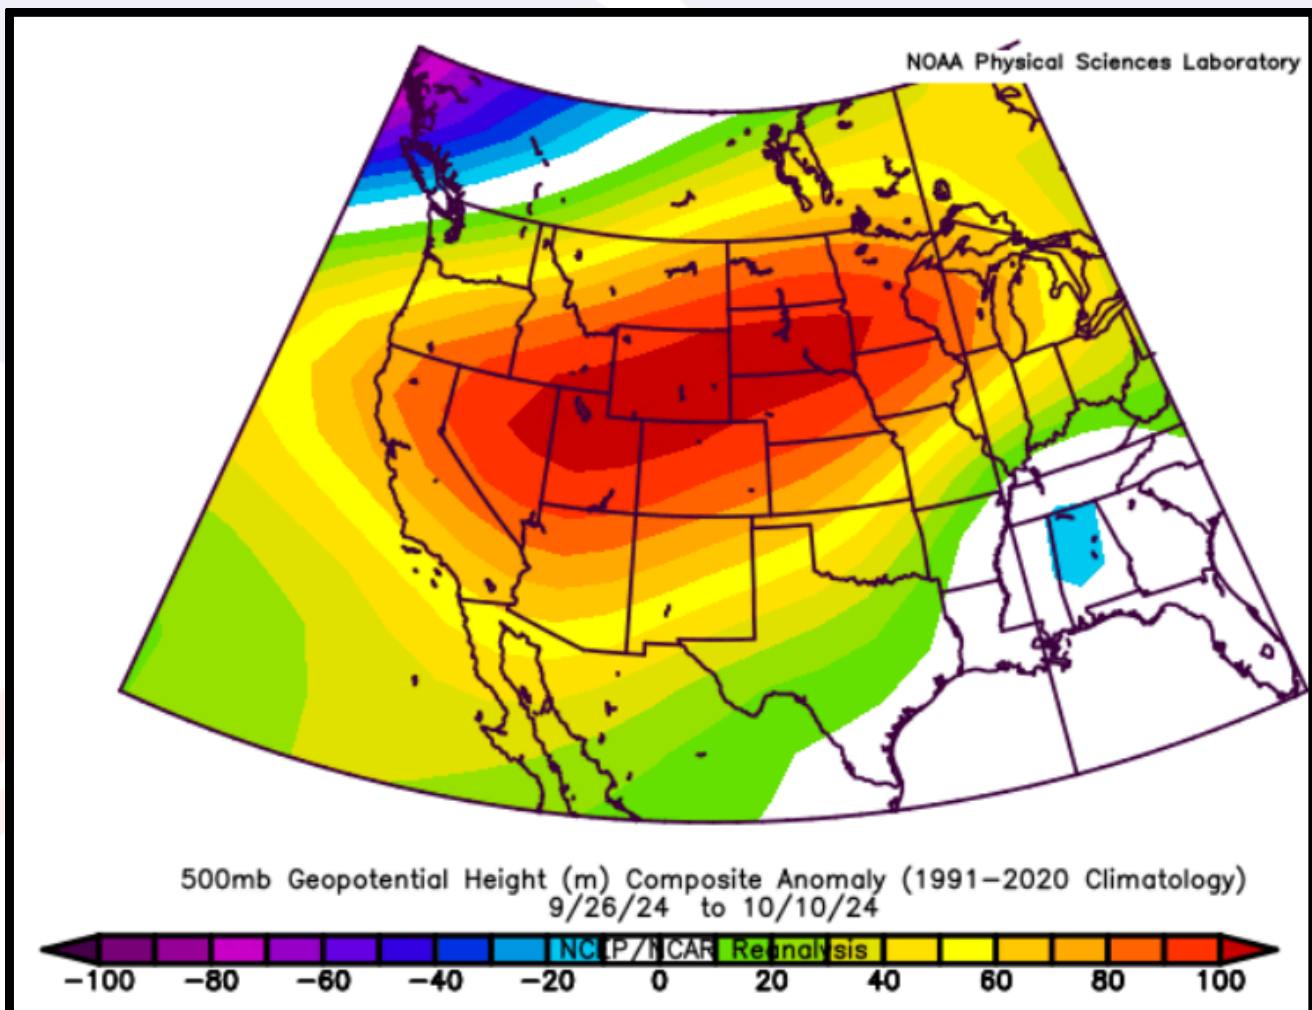 NOAA Physical Sciences Laboratory
500mb Geopotential Height (m) Composite Anomaly (1991-2020 Climatology)
9/26/24 to 10/10/24
NCEP/NCAR Reanalysis
-100 -80 -60 -40 -20 0 20 40 60 80 100